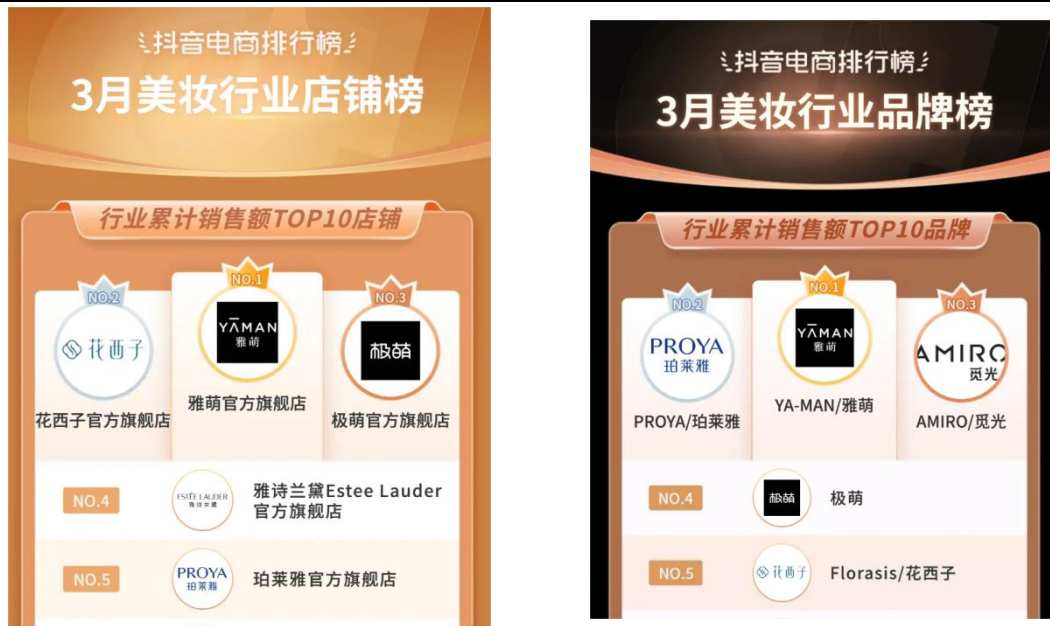 抖音电商排行榜
3月美妆行业店铺榜
行业累计销售额TOP10店铺
NO.2
花西子
花西子官方旗舰店
NO.1
YAMAN
雅萌
雅萌官方旗舰店
NO.3
极萌
极萌官方旗舰店
NO.4
ESTĒE LAUDER
雅诗兰黛
雅诗兰黛Estee Lauder
官方旗舰店
NO.5
PROYA
珀莱雅
珀莱雅官方旗舰店
抖音电商排行榜
3月美妆行业品牌榜
行业累计销售额TOP10品牌
NO.2
PROYA
珀莱雅
PROYA/珀莱雅
NO.1
YAMAN
雅萌
YA-MAN/雅萌
NO.3
AMIRO
觅光
AMIRO/觅光
NO.4
极萌
极萌
NO.5
花西子
Florasis/花西子